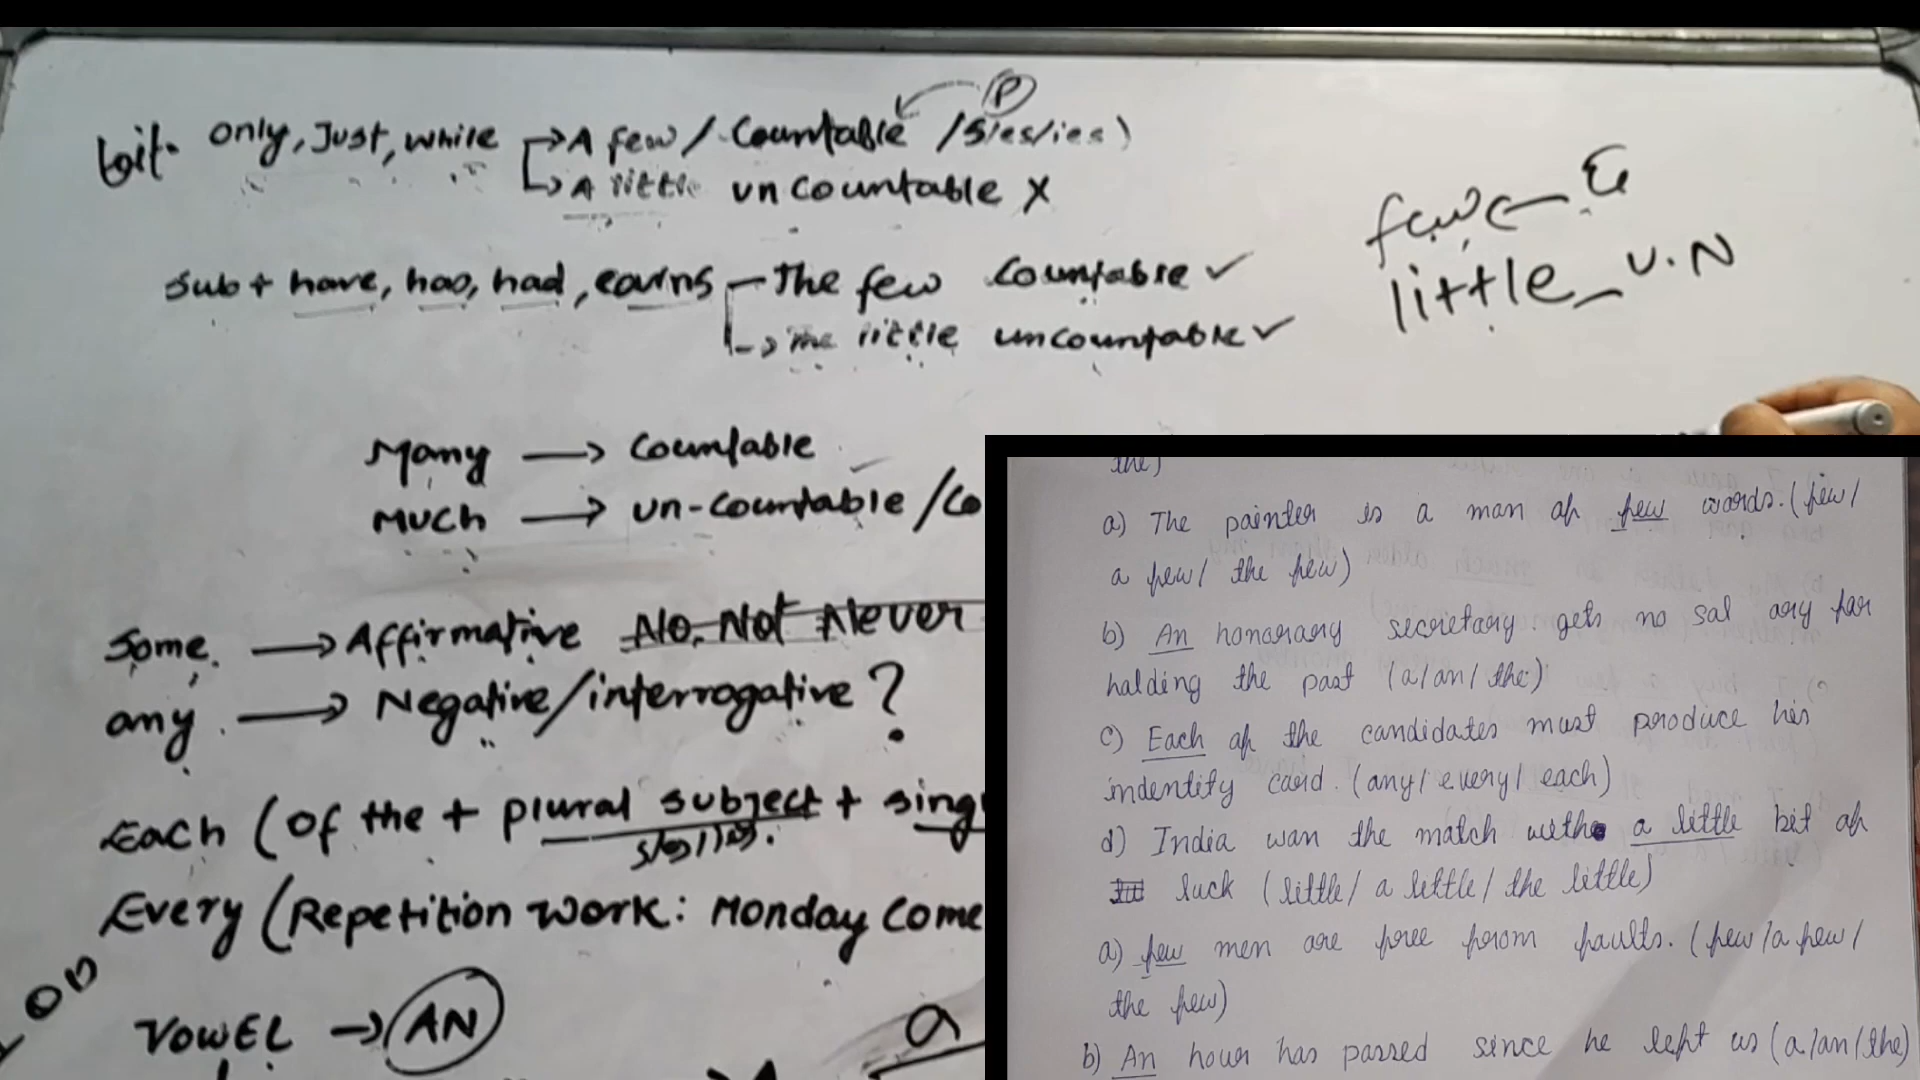 bit. only, Just, while → A few / Countable /s/es/ies)
P
→ A little uncountable X
few ← C
little - U.N
sub + have, has, had, earns - The few Countable ✓
→ The little uncountable ✓
Many → Countable
Much → un-Countable /Co
Some. → Affirmative No. Not Never
any. → Negative/interrogative?
Each (of the + plural subject + sing
s/es/ies.
Every (Repetition work: Monday Come
VOWEL → AN
a
the)
a) The painter is a man of few words. (few/
a few/ the few)
b) An honarary secretary. gets no sal ary for
holding the post (a/an/the)
c) Each of the candidates must produce his
indentity card. (any/every/each)
d) India won the match with a little bit of
luck (little/ a little/ the little)
a) few men are free from faults. (few/a few/
the few)
b) An hour has passed since he left us (a/an/the)